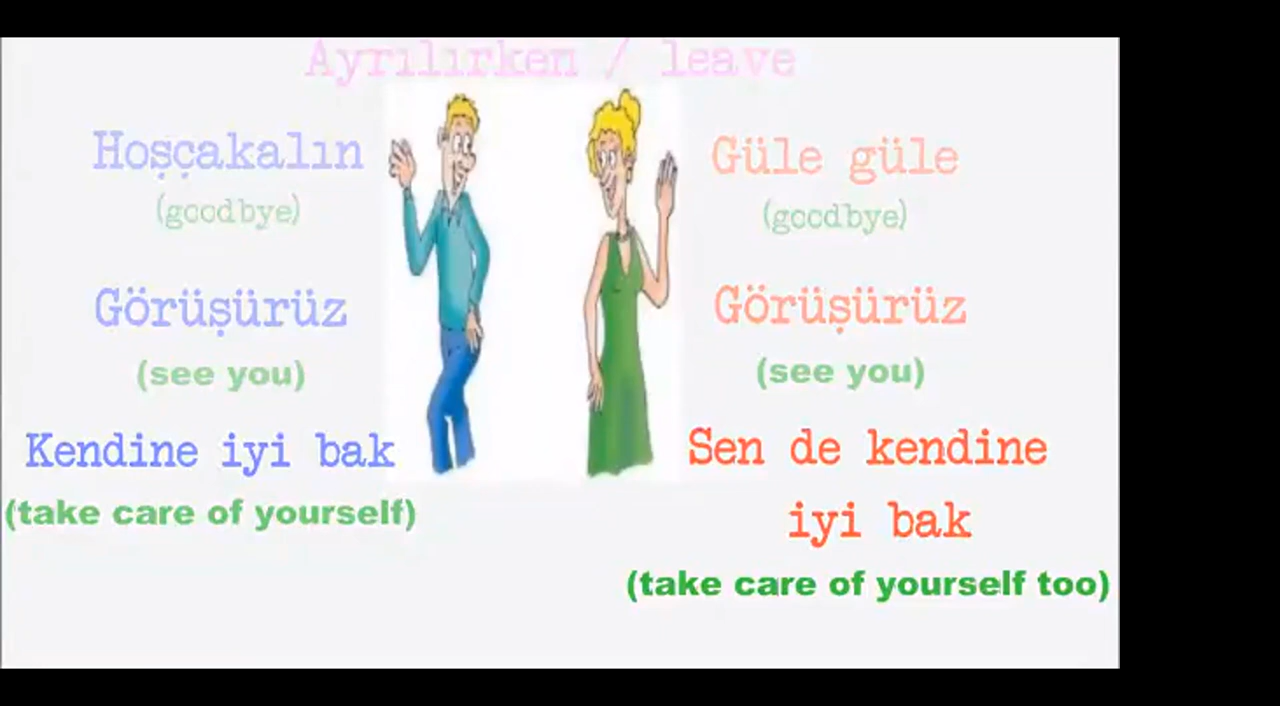 Ayrılırken / leave
Hoşçakalın
(goodbye)
Görüşürüz
(see you)
Kendine iyi bak
(take care of yourself)
Güle güle
(goodbye)
Görüşürüz
(see you)
Sen de kendine
iyi bak
(take care of yourself too)